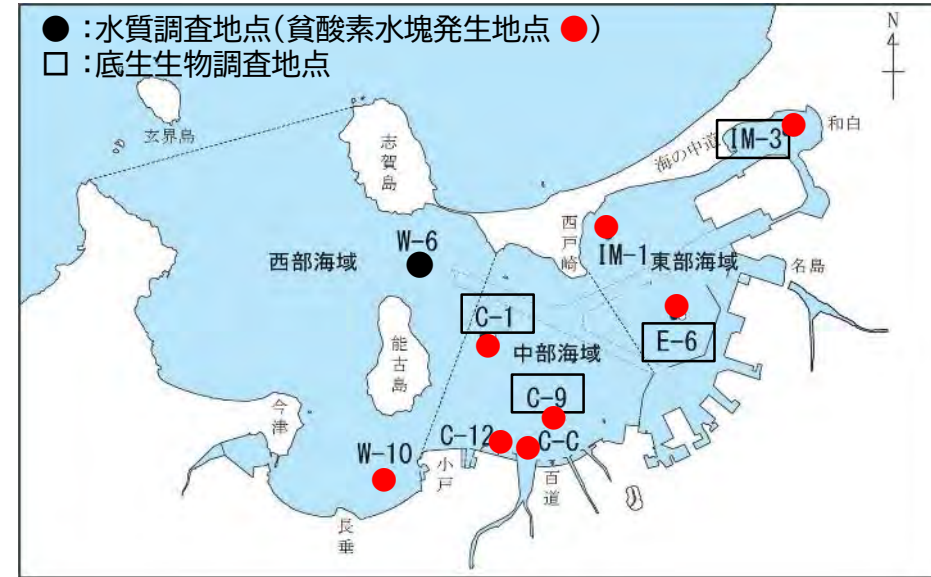 ●：水質調査地点(貧酸素水塊発生地点 ●)
□：底生生物調査地点
N
玄界島
志賀島
海の中道
和白
IM-3
西戸崎
W-6
西部海域
IM-1
東部海域
名島
C-1
能古島
中部海域
E-6
C-9
今津
C-12
C-C
W-10
小戸
百道
長垂